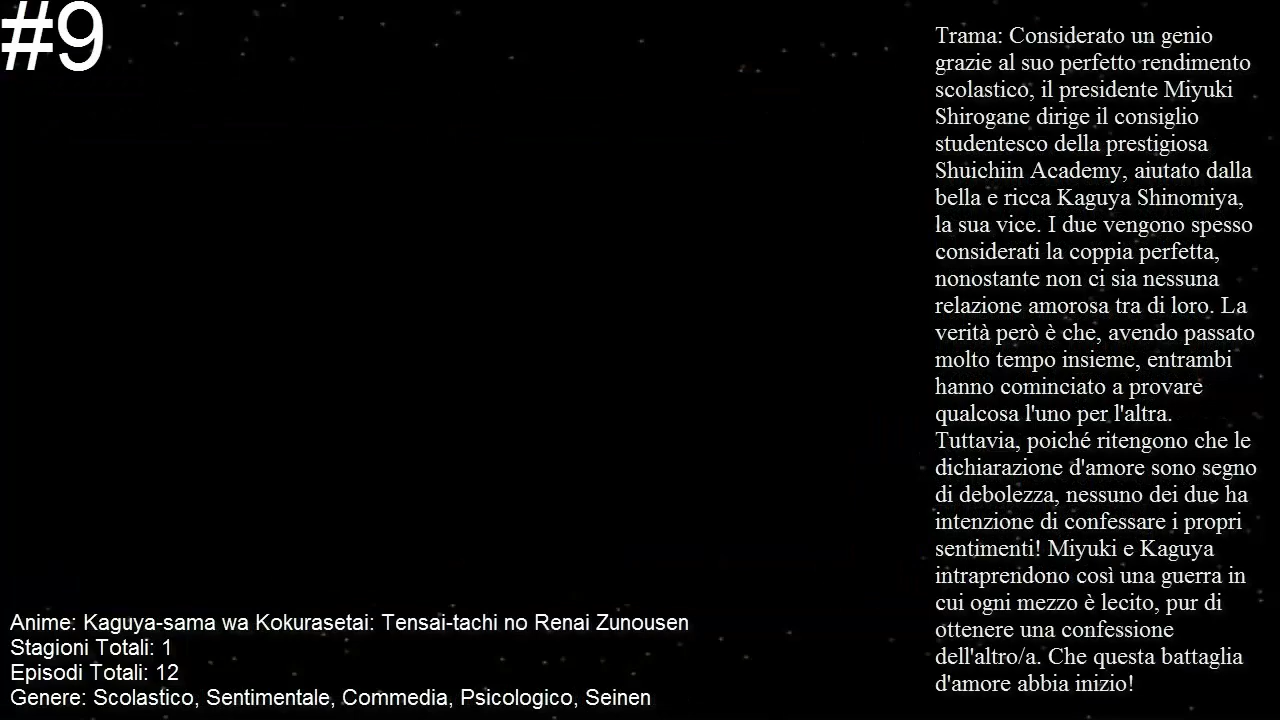 #9
Trama: Considerato un genio
grazie al suo perfetto rendimento
scolastico, il presidente Miyuki
Shirogane dirige il consiglio
studentesco della prestigiosa
Shuichiin Academy, aiutato dalla
bella e ricca Kaguya Shinomiya,
la sua vice. I due vengono spesso
considerati la coppia perfetta,
nonostante non ci sia nessuna
relazione amorosa tra di loro. La
verità però è che, avendo passato
molto tempo insieme, entrambi
hanno cominciato a provare
qualcosa l'uno per l'altra.
Tuttavia, poiché ritengono che le
dichiarazione d'amore sono segno
di debolezza, nessuno dei due ha
intenzione di confessare i propri
sentimenti! Miyuki e Kaguya
intraprendono così una guerra in
cui ogni mezzo è lecito, pur di
ottenere una confessione
dell'altro/a. Che questa battaglia
d'amore abbia inizio!
Anime: Kaguya-sama wa Kokurasetai: Tensai-tachi no Renai Zunousen
Stagioni Totali: 1
Episodi Totali: 12
Genere: Scolastico, Sentimentale, Commedia, Psicologico, Seinen